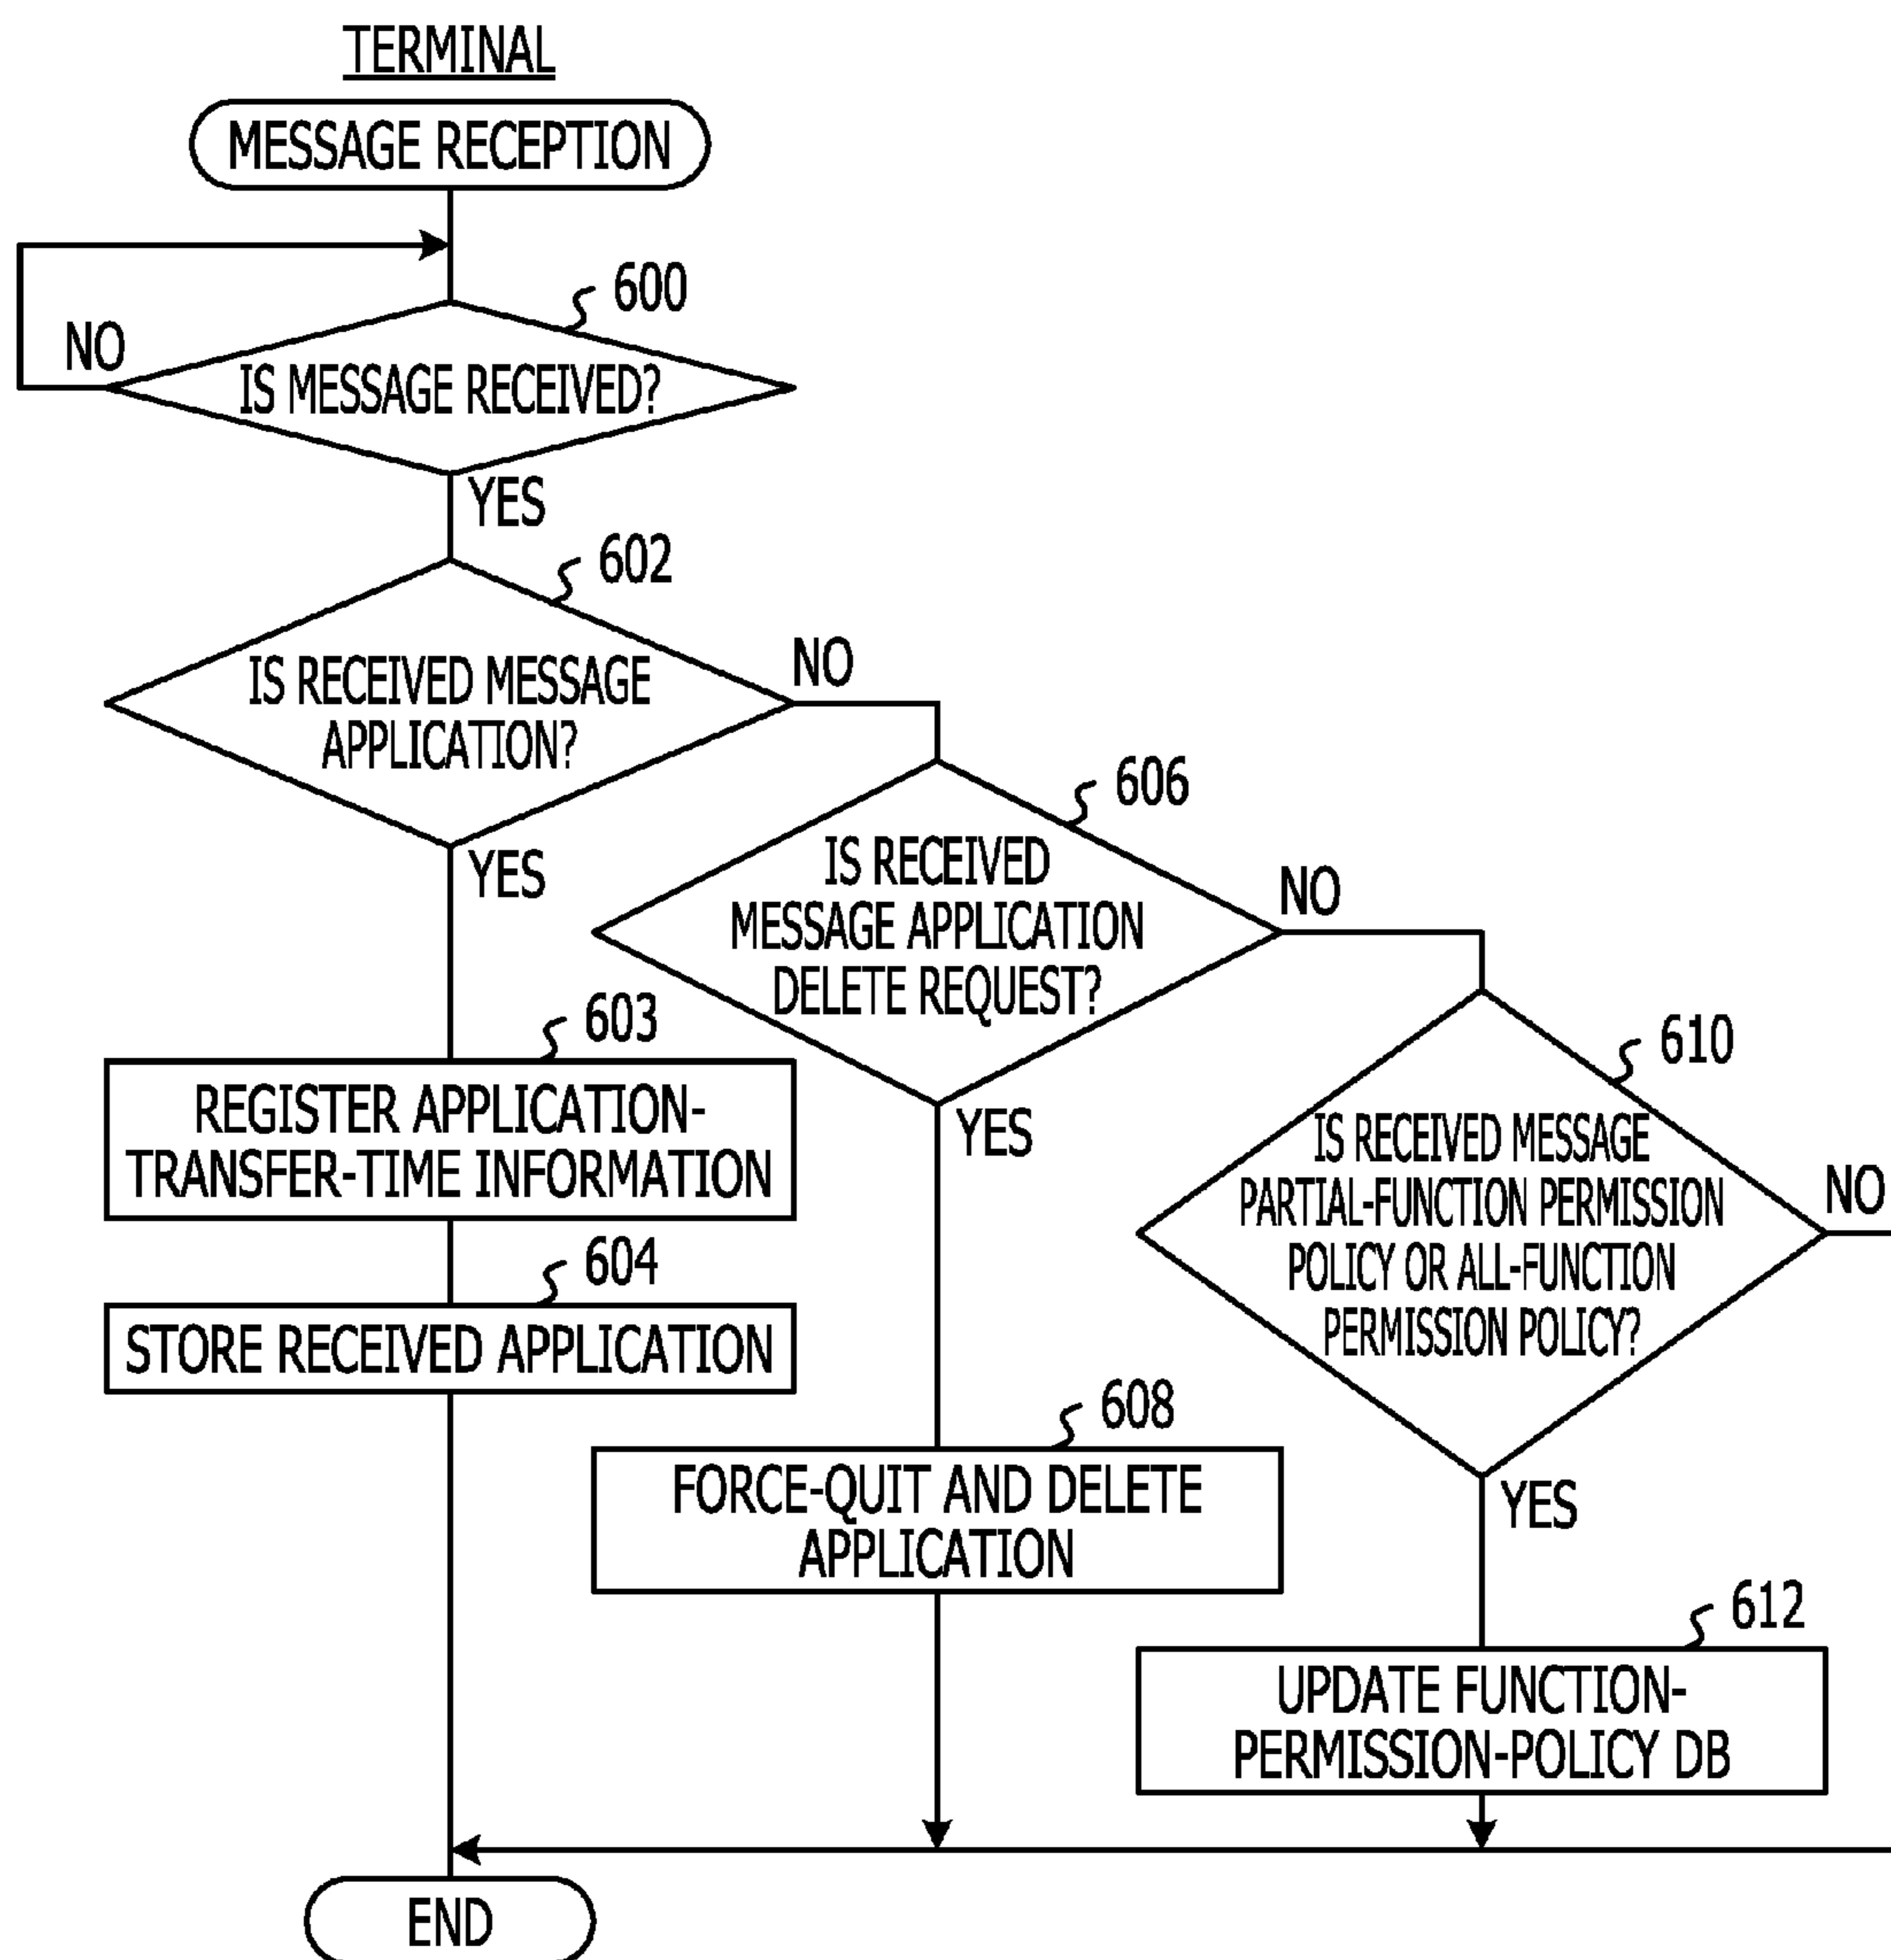 TERMINAL
MESSAGE RECEPTION
600
NO
IS MESSAGE RECEIVED?
YES
602
NO
IS RECEIVED MESSAGE
APPLICATION?
YES
606
NO
IS RECEIVED
MESSAGE APPLICATION
DELETE REQUEST?
YES
603
REGISTER APPLICATION-
TRANSFER-TIME INFORMATION
604
STORE RECEIVED APPLICATION
610
NO
IS RECEIVED MESSAGE
PARTIAL-FUNCTION PERMISSION
POLICY OR ALL-FUNCTION
PERMISSION POLICY?
YES
608
FORCE-QUIT AND DELETE
APPLICATION
612
UPDATE FUNCTION-
PERMISSION-POLICY DB
END